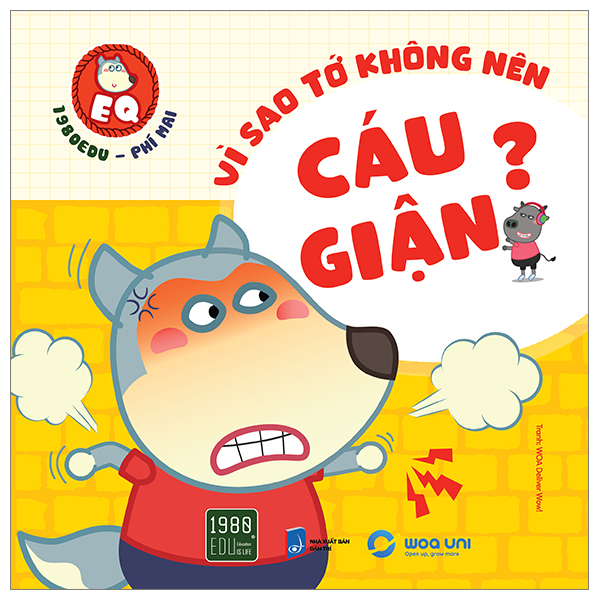 EQ
1980EDU – PHÍ MAI
VÌ SAO TỚ KHÔNG NÊN
CÁU
GIẬN?
Tranh: WOA Deliver Wow!
1980
EDU Education
IS LIFE
NHÀ XUẤT BẢN
DÂN TRÍ
WOA UNI
Open up, grow more